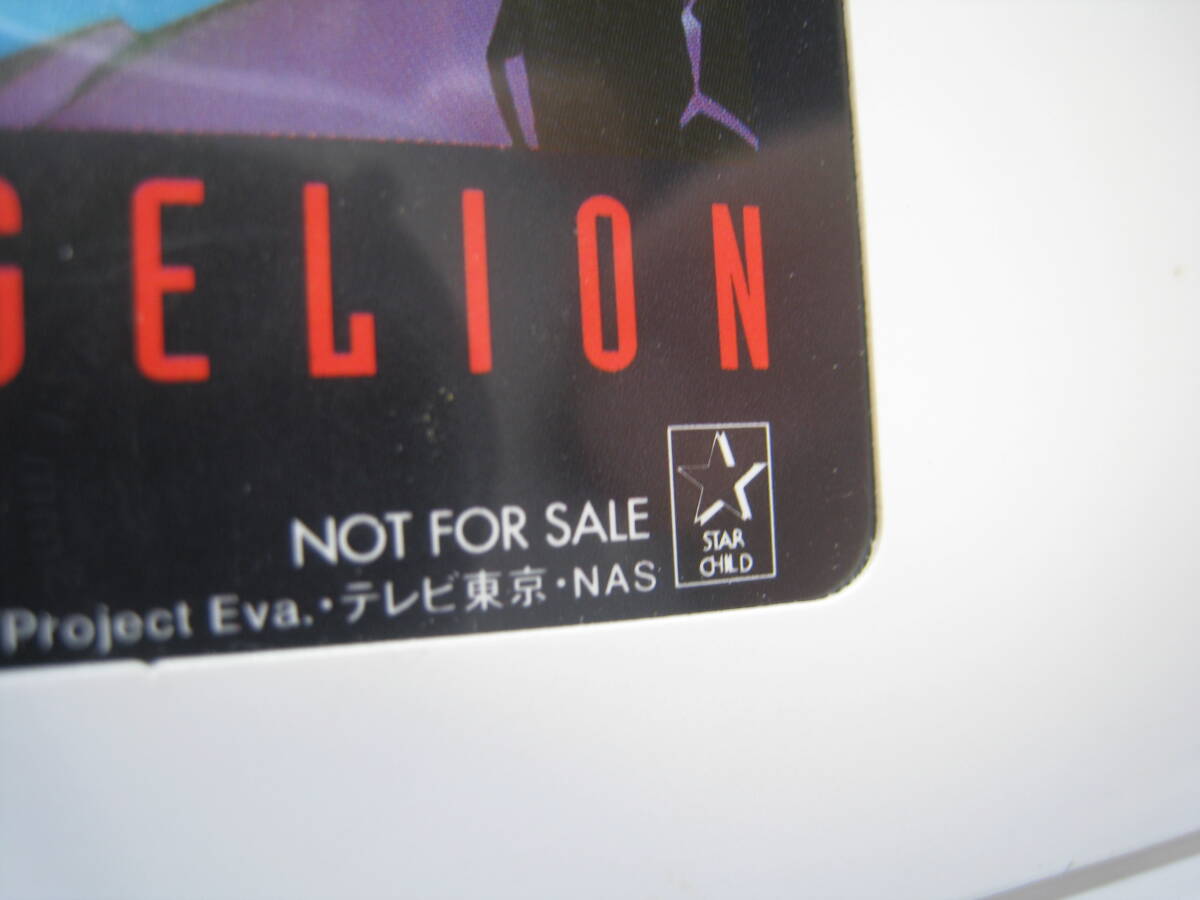 GELION
NOT FOR SALE
Project Eva.・テレビ東京・NAS
STAR
CHILD